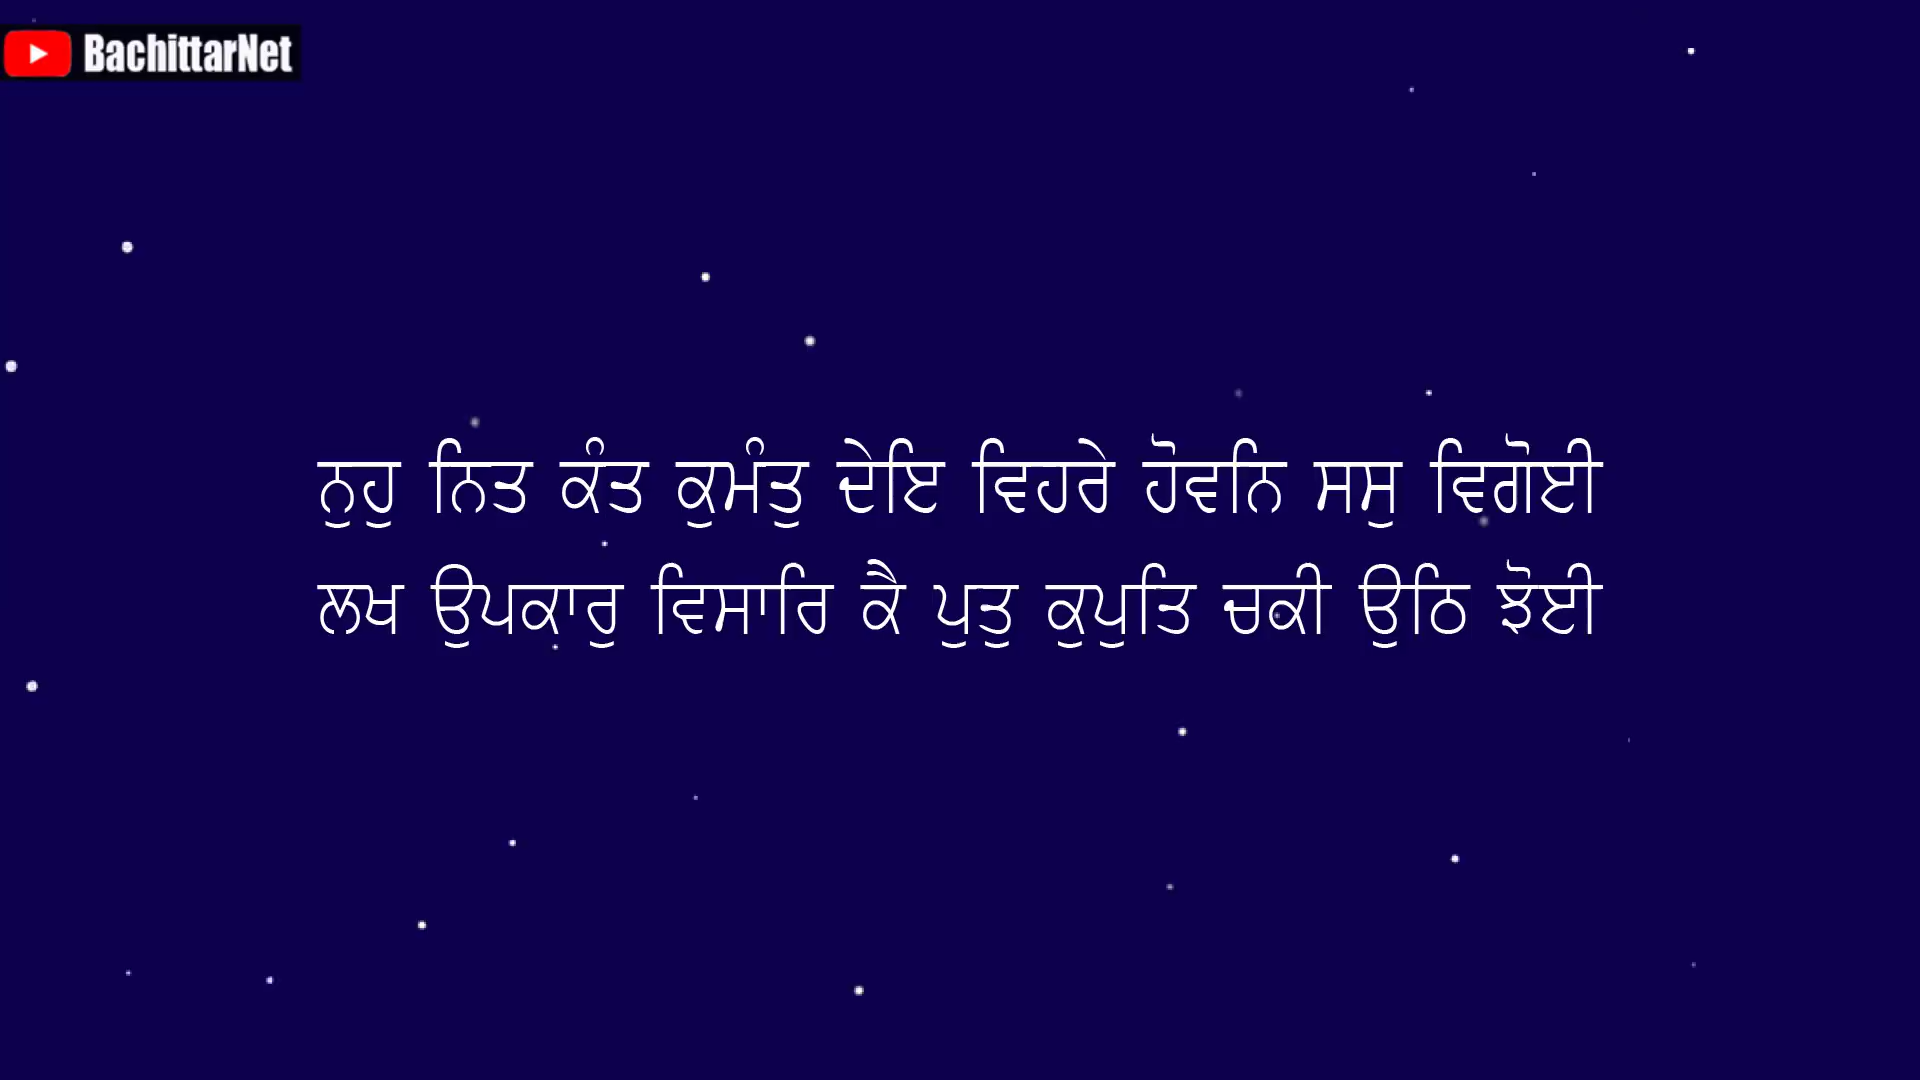 BachittarNet
ਨੁਹੁ ਨਿਤ ਕੰਤ ਕੁਮੰਤੁ ਦੇਇ ਵਿਹਰੇ ਹੋਵਨਿ ਸਸੁ ਵਿਗੋਈ
ਲਖ ਉਪਕਾਰੁ ਵਿਸਾਰਿ ਕੈ ਪੁਤੁ ਕੁਪੁਤਿ ਚਕੀ ਉਠਿ ਝੋਈ